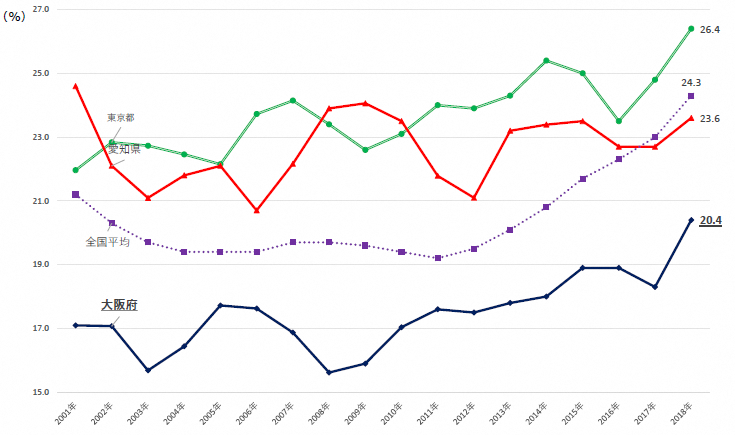 (%)
27.0
25.0
23.0
21.0
19.0
17.0
15.0
26.4
24.3
23.6
20.4
東京都
愛知県
全国平均
大阪府
2001年
2002年
2003年
2004年
2005年
2006年
2007年
2008年
2009年
2010年
2011年
2012年
2013年
2014年
2015年
2016年
2017年
2018年